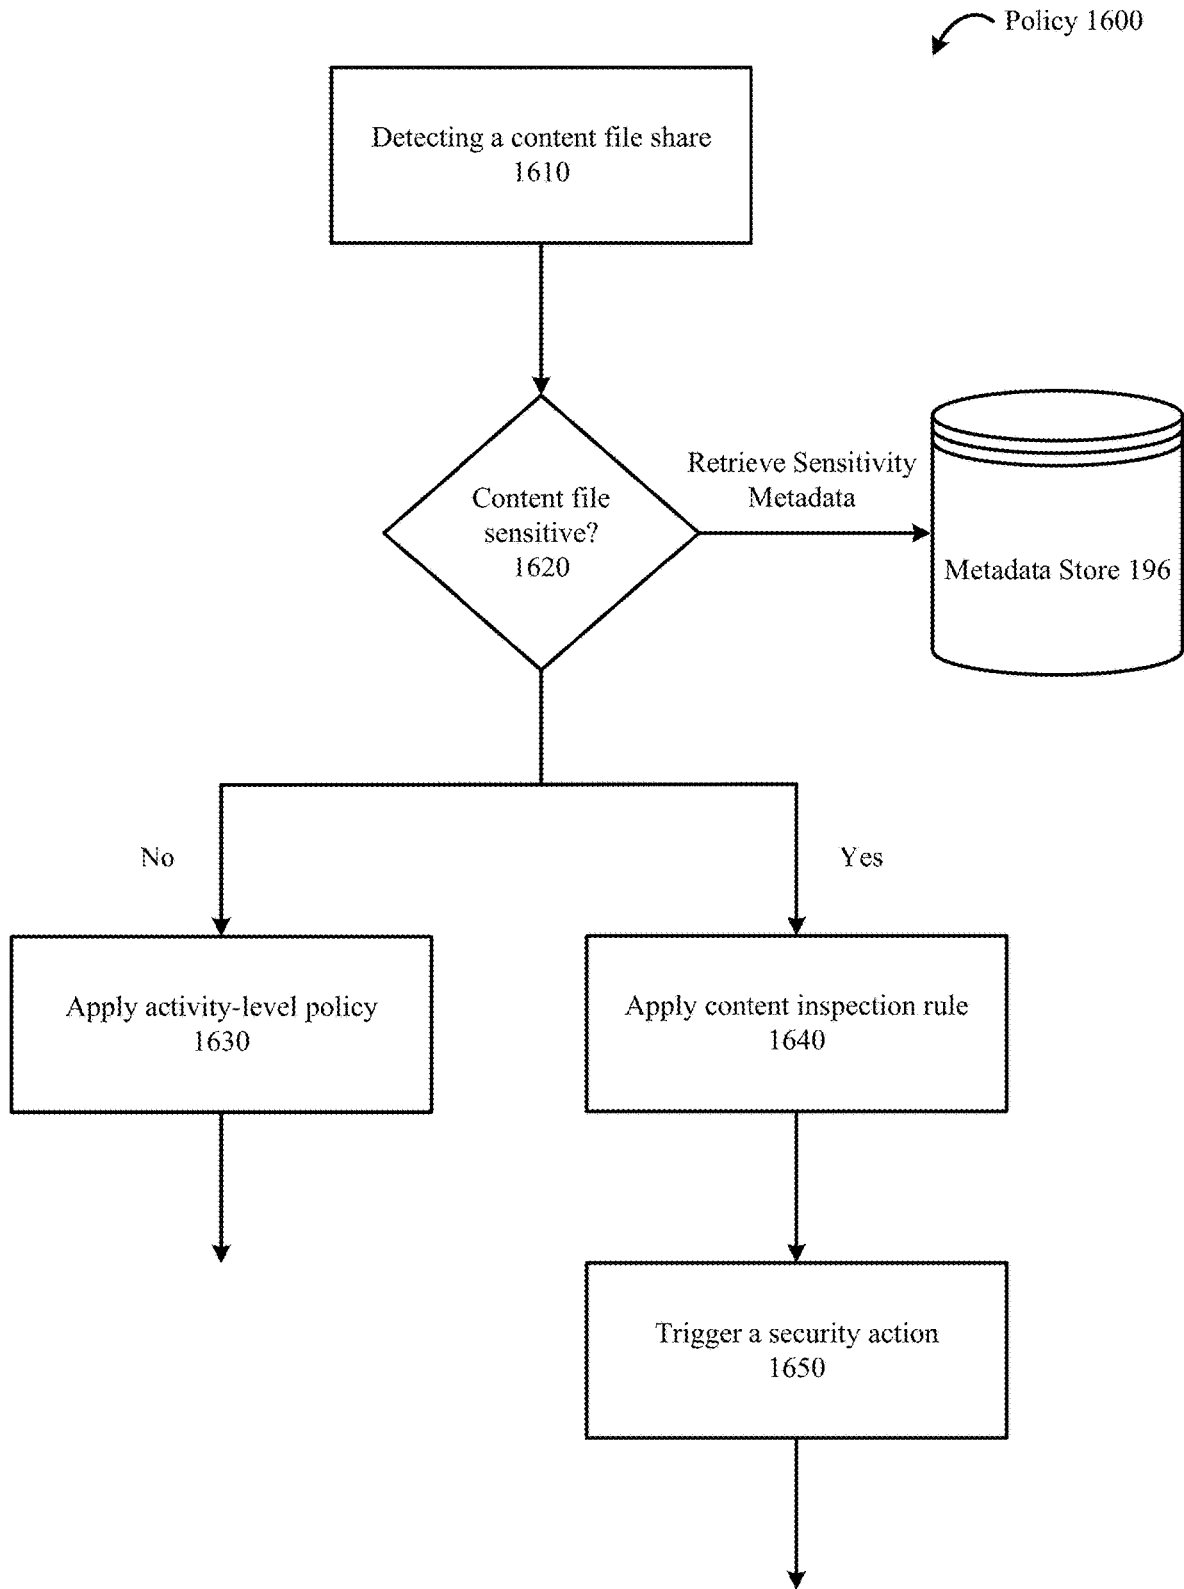 Policy 1600
Detecting a content file share
1610
Content file
sensitive?
1620
Retrieve Sensitivity
Metadata
Metadata Store 196
No
Yes
Apply activity-level policy
1630
Apply content inspection rule
1640
Trigger a security action
1650